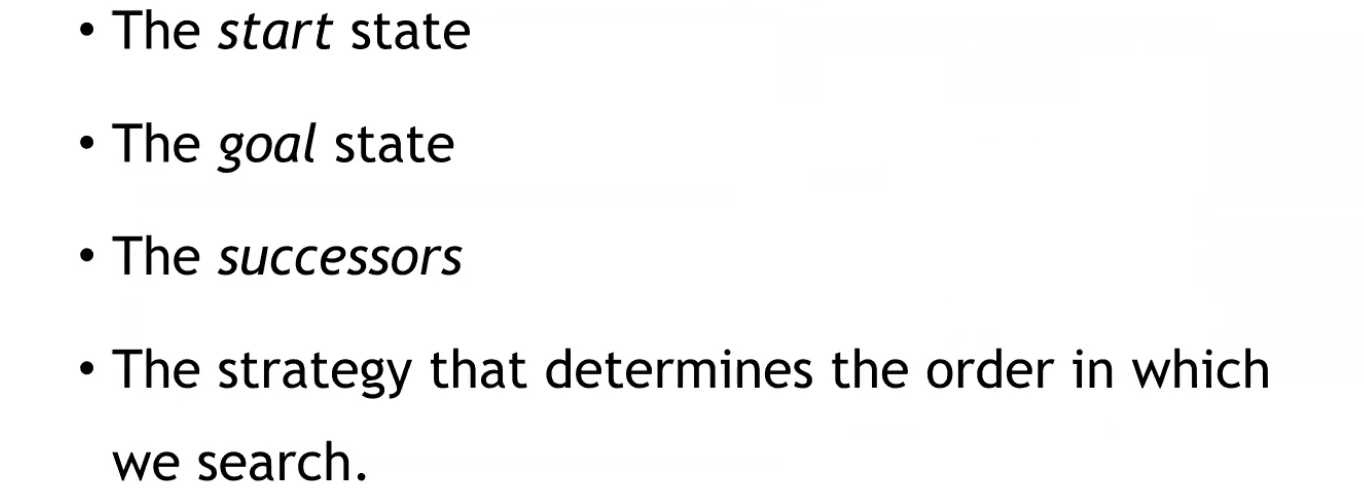 • The start state
• The goal state
• The successors
• The strategy that determines the order in which
we search.